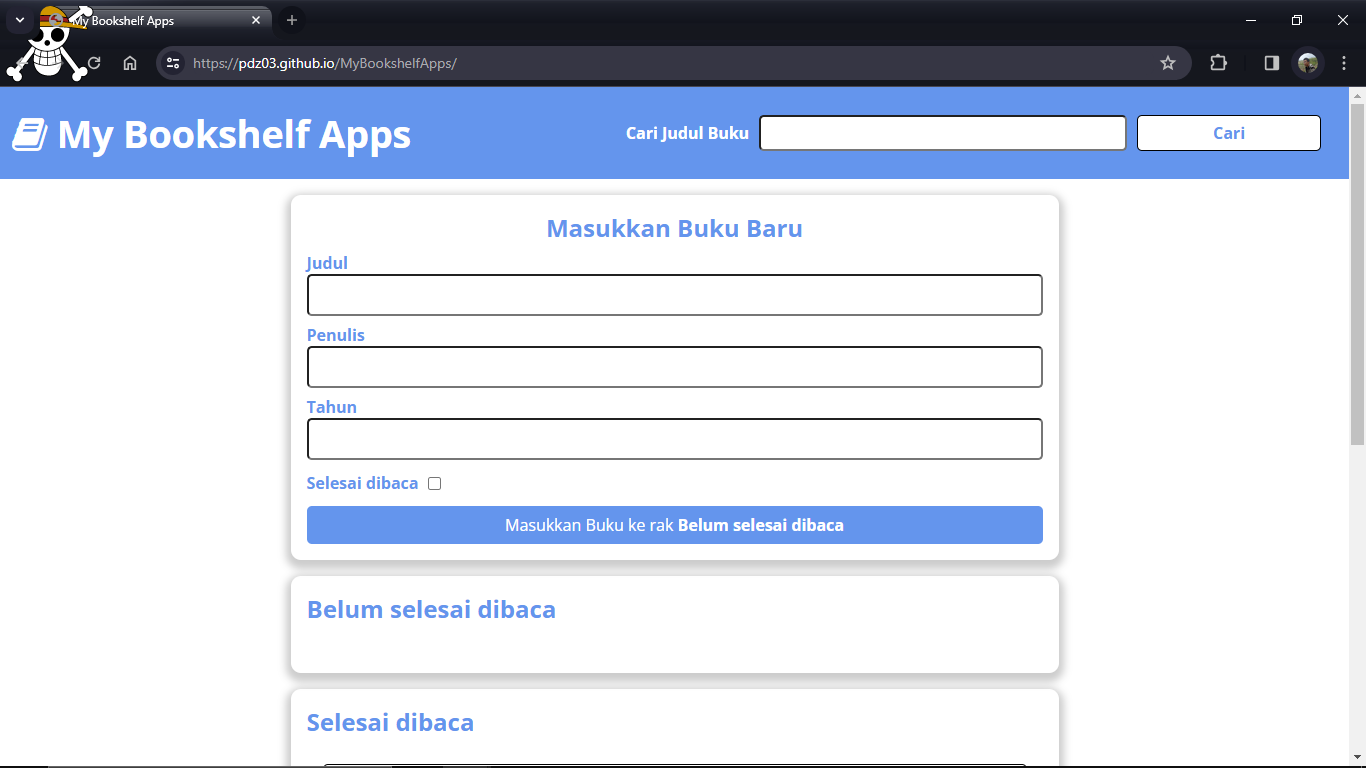 My Bookshelf Apps
https://pdz03.github.io/MyBookshelfApps/
My Bookshelf Apps
Cari Judul Buku
Cari
Masukkan Buku Baru
Judul
Penulis
Tahun
Selesai dibaca
Masukkan Buku ke rak Belum selesai dibaca
Belum selesai dibaca
Selesai dibaca